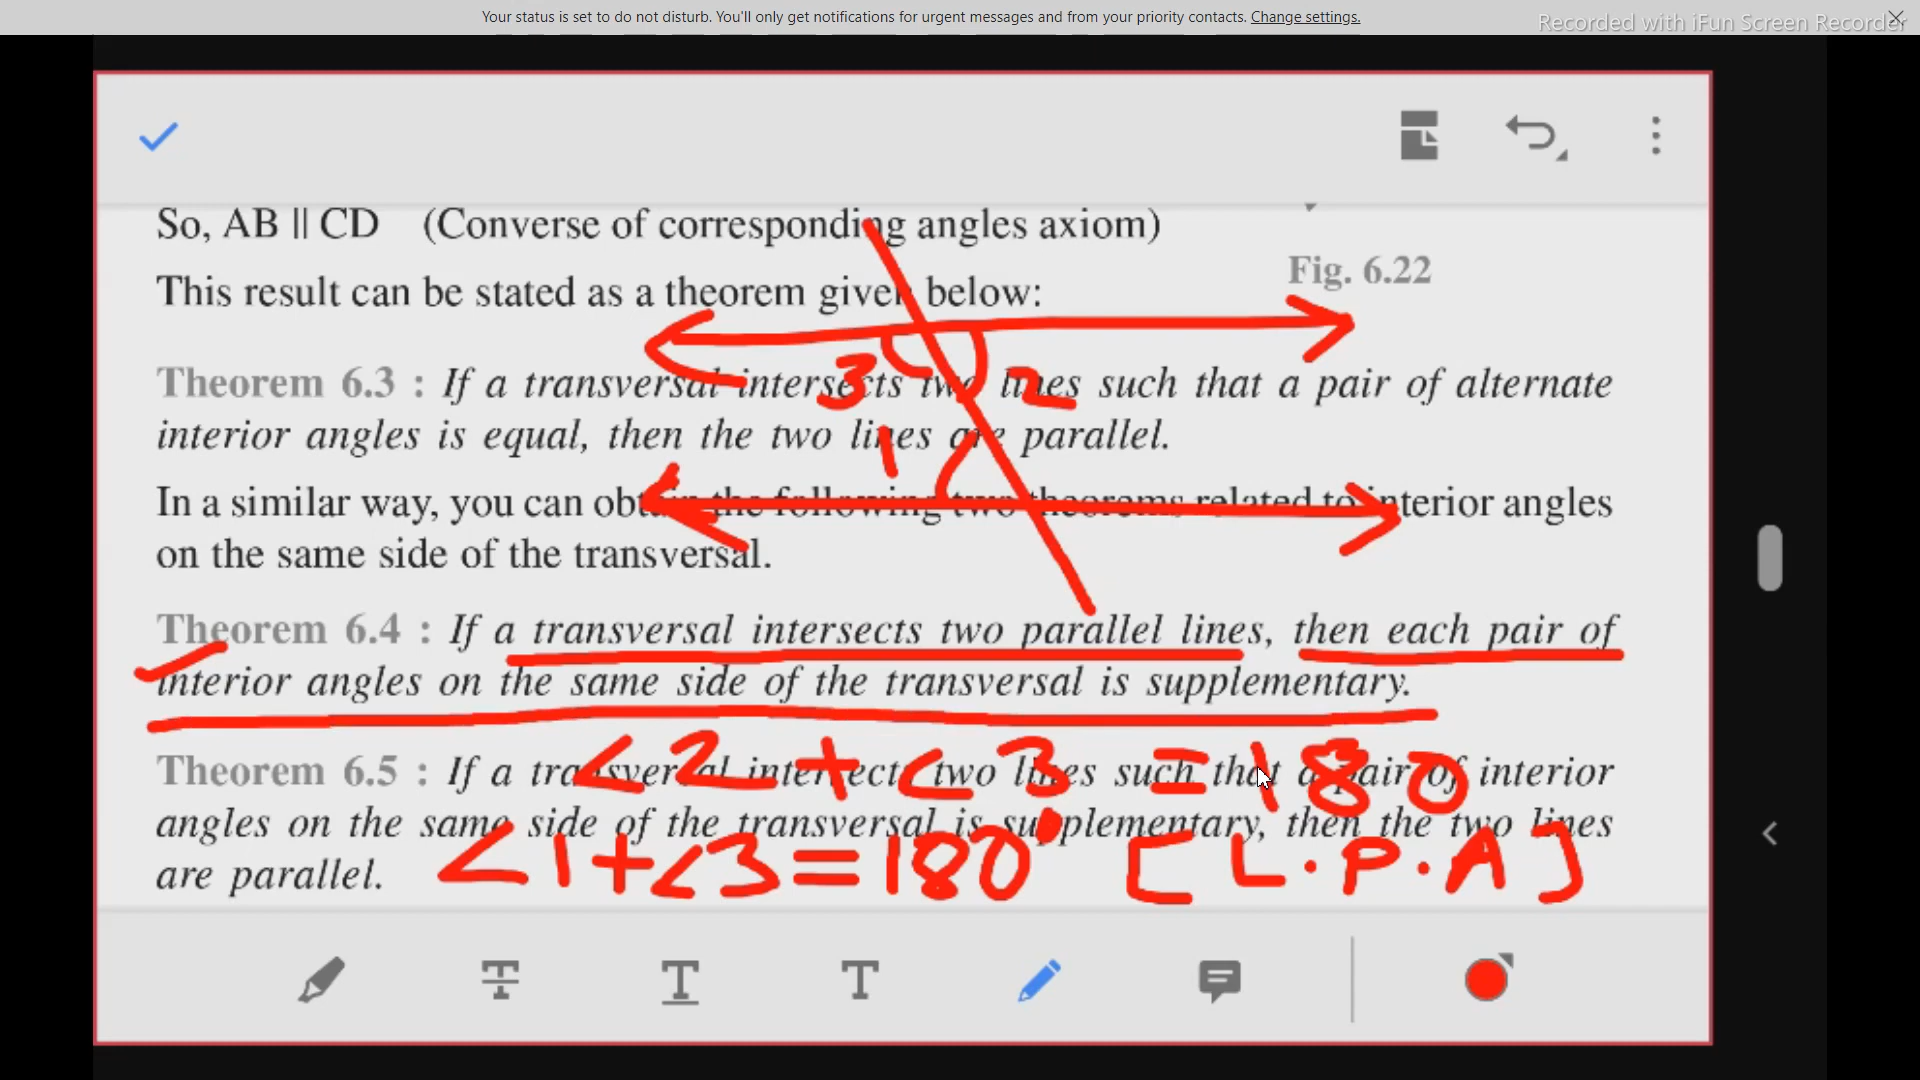 Your status is set to do not disturb. You'll only get notifications for urgent messages and from your priority contacts. Change settings.
Recorded with iFun Screen Recorder
So, AB || CD (Converse of corresponding angles axiom)
Fig. 6.22
This result can be stated as a theorem given below:
Theorem 6.3 : If a transversal intersects two lines such that a pair of alternate
interior angles is equal, then the two lines are parallel.
3 2
1
In a similar way, you can obtain the following two theorems related to interior angles
on the same side of the transversal.
Theorem 6.4 : If a transversal intersects two parallel lines, then each pair of
interior angles on the same side of the transversal is supplementary.
<2 + <3 = 180
Theorem 6.5 : If a transversal intersects two lines such that a pair of interior
angles on the same side of the transversal is supplementary, then the two lines
are parallel.
<1+<3=180° [L.P.A]